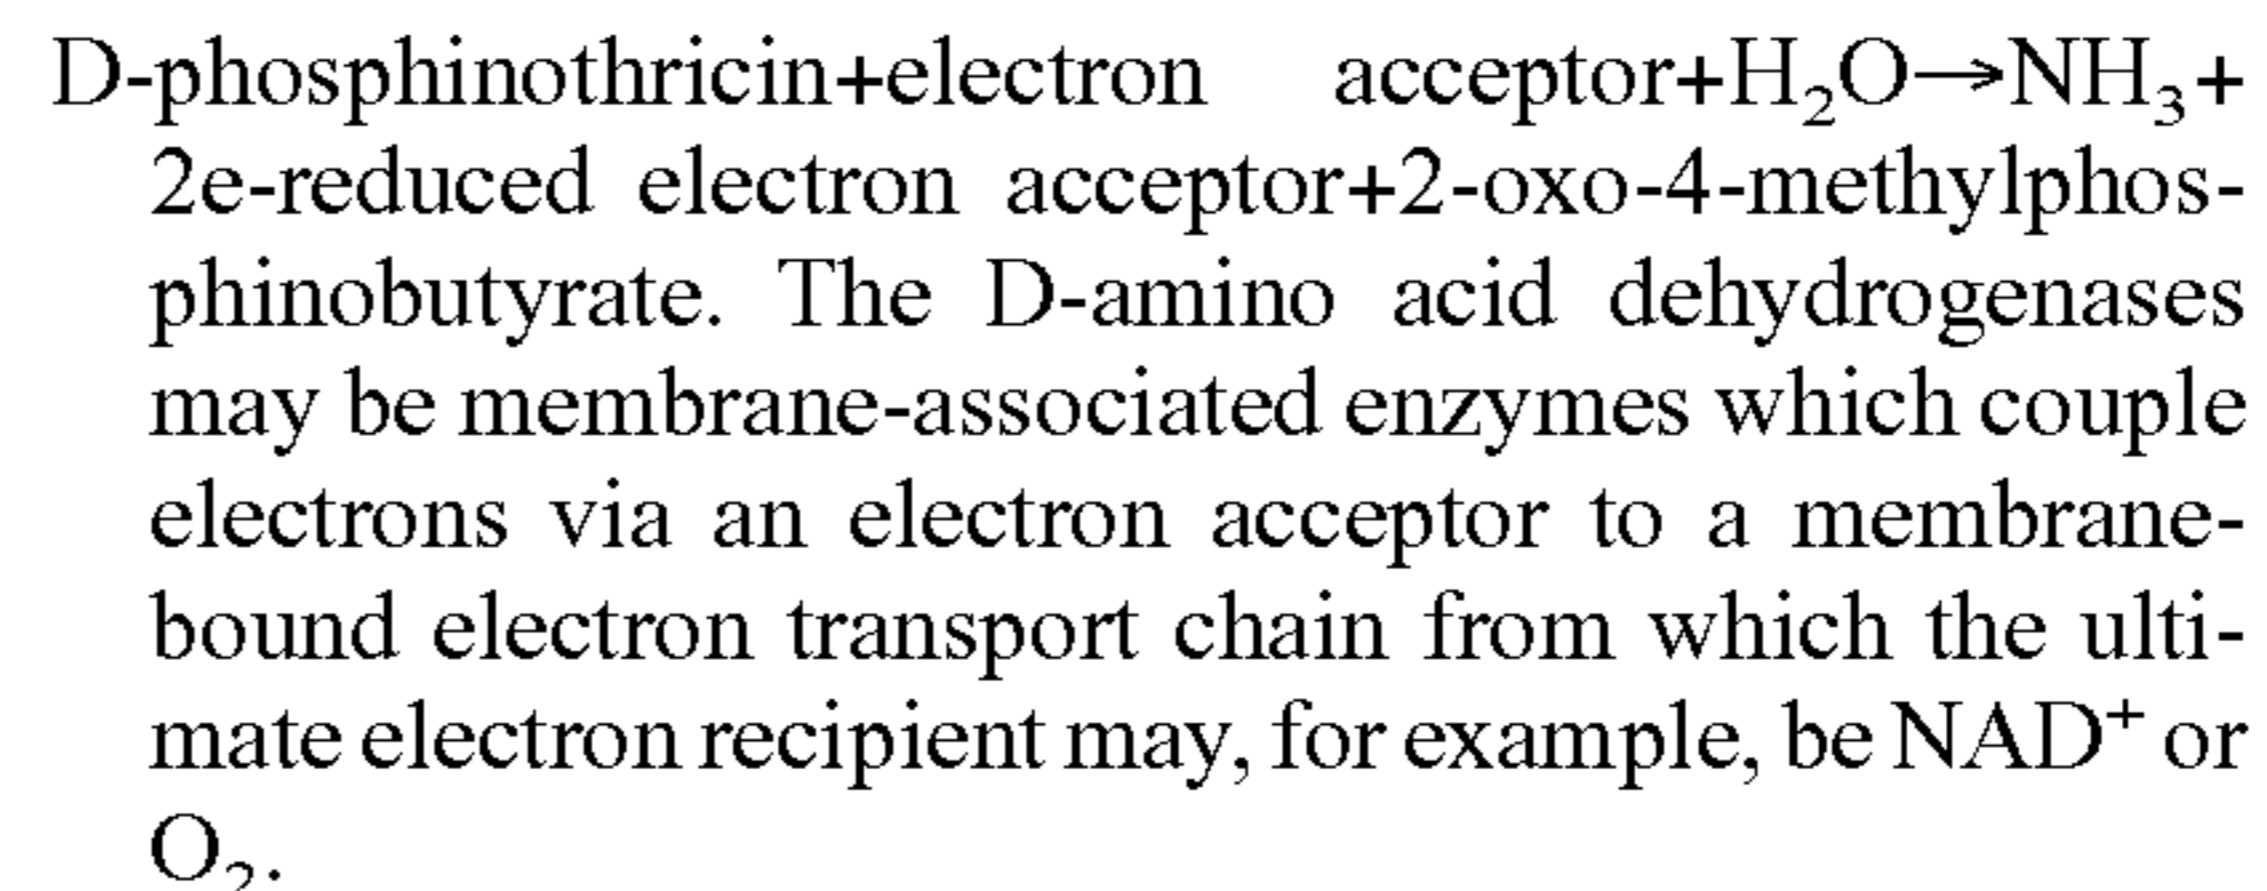 D-phosphinothricin+electron acceptor+H₂O→NH₃+
2e-reduced electron acceptor+2-oxo-4-methylphos-
phinobutyrate. The D-amino acid dehydrogenases
may be membrane-associated enzymes which couple
electrons via an electron acceptor to a membrane-
bound electron transport chain from which the ulti-
mate electron recipient may, for example, be NAD⁺ or
O₂.